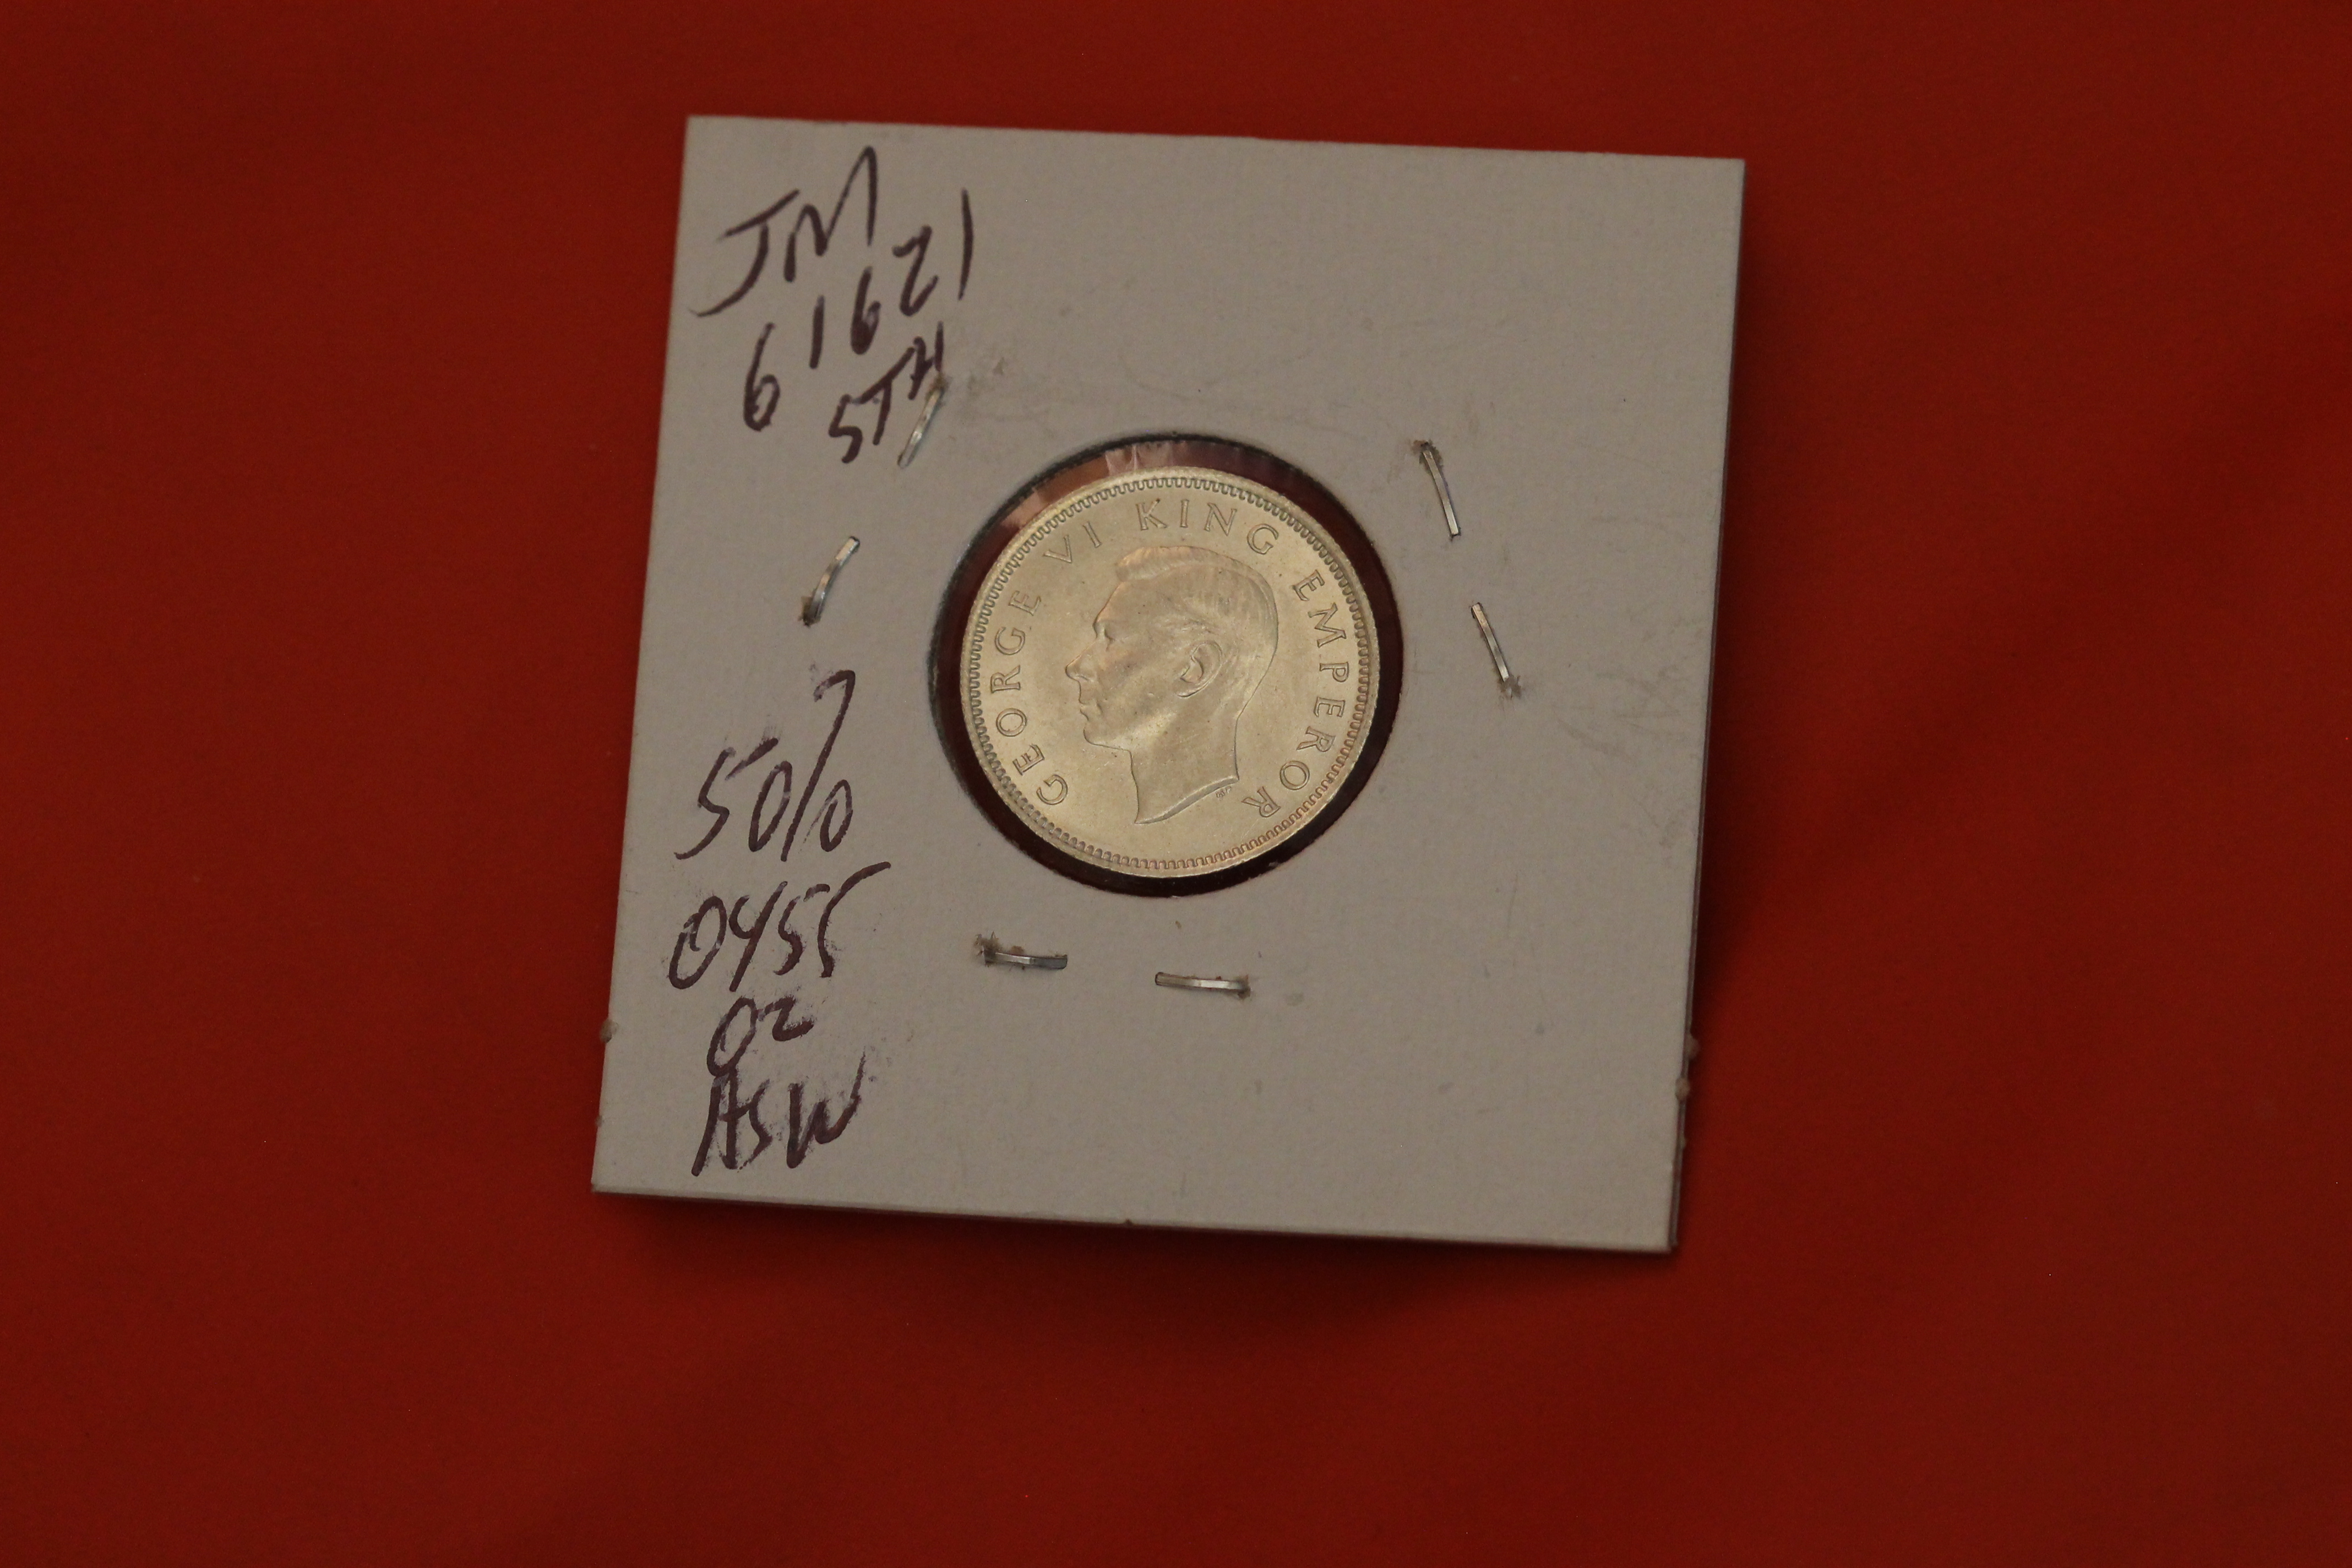 JM
61621
5TH
50%
0455
OZ
ASW
GEORGE VI KING EMPEROR